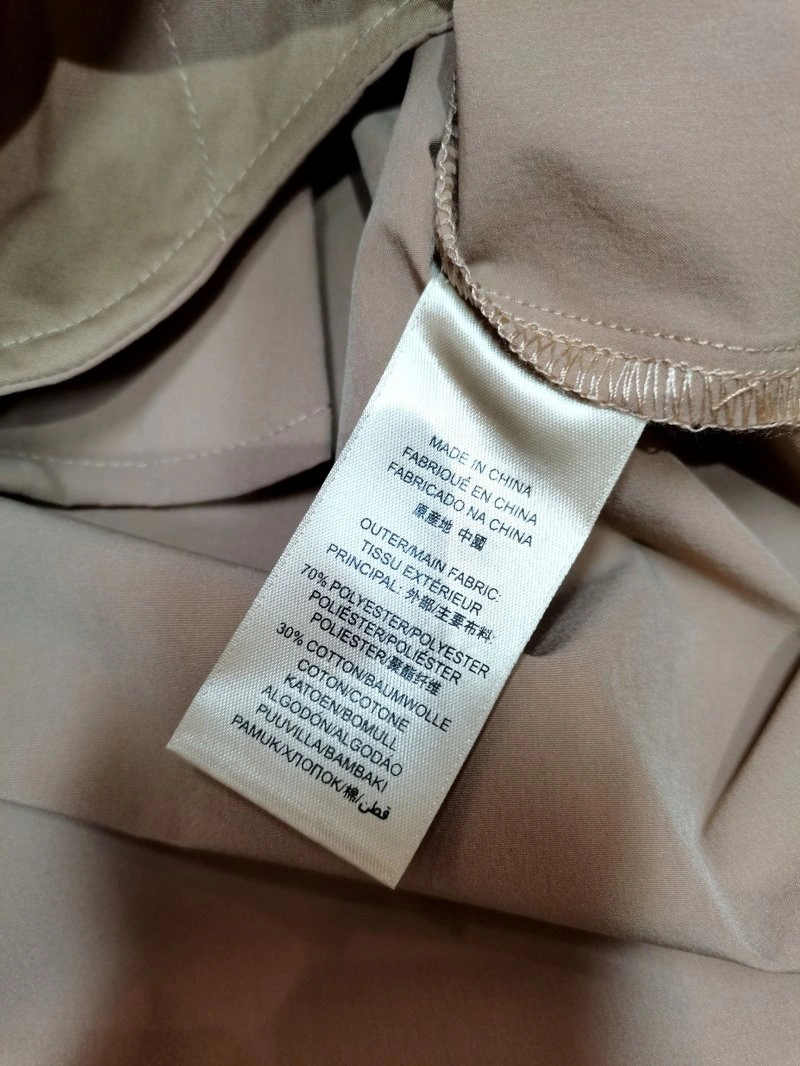 MADE IN CHINA
FABRIQUÉ EN CHINA
FABRICADO NA CHINA
原産地 中國
OUTER/MAIN FABRIC:
TISSU EXTÉRIEUR
PRINCIPAL: 外部/主要布料:
70% POLYESTER/POLYESTER
POLIÉSTER/POLIÉSTER
POLIESTER/聚酯纤维
30% COTTON/BAUMWOLLE
COTON/COTONE
KATOEN/BOMULL
ALGODÓN/ALGODAO
PUUVILLA/BAMBAKI
PAMUK/ХЛОПОК/棉/قطن